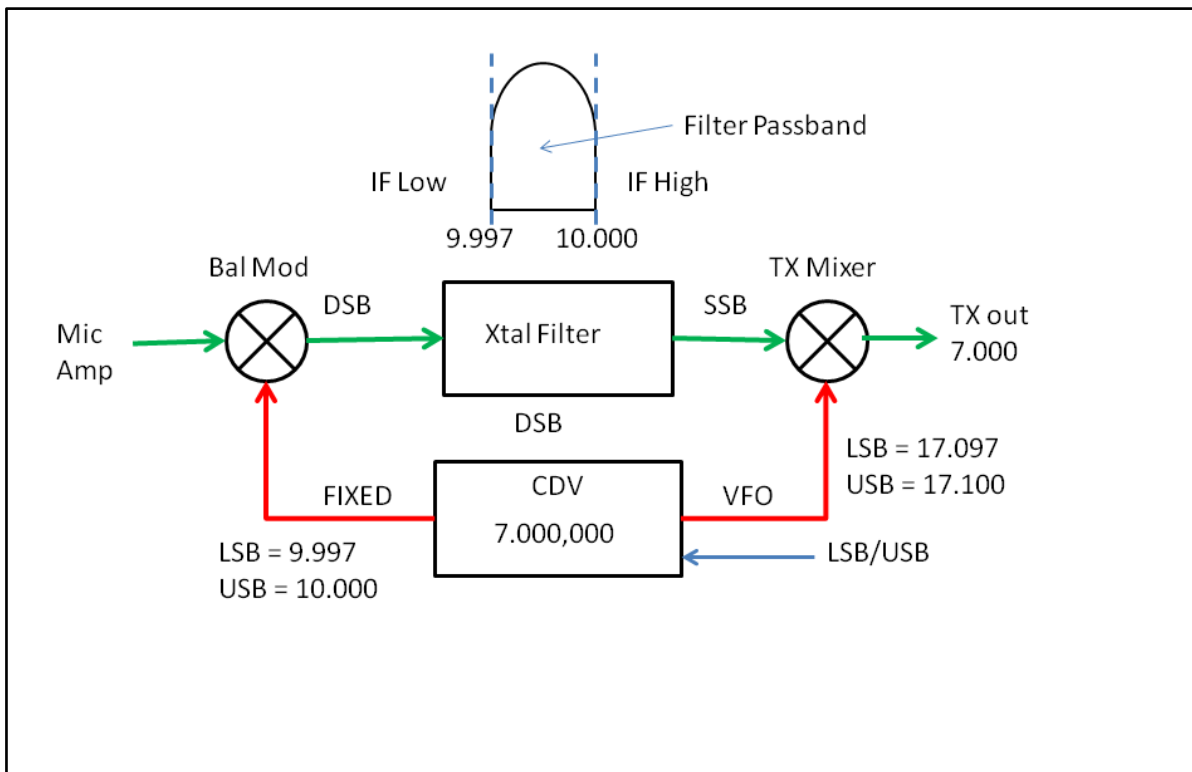 Filter Passband
IF Low
IF High
9.997
10.000
Bal Mod
TX Mixer
DSB
SSB
Mic
Amp
Xtal Filter
TX out
7.000
DSB
LSB = 17.097
USB = 17.100
FIXED
CDV
VFO
7.000,000
LSB = 9.997
USB = 10.000
LSB/USB